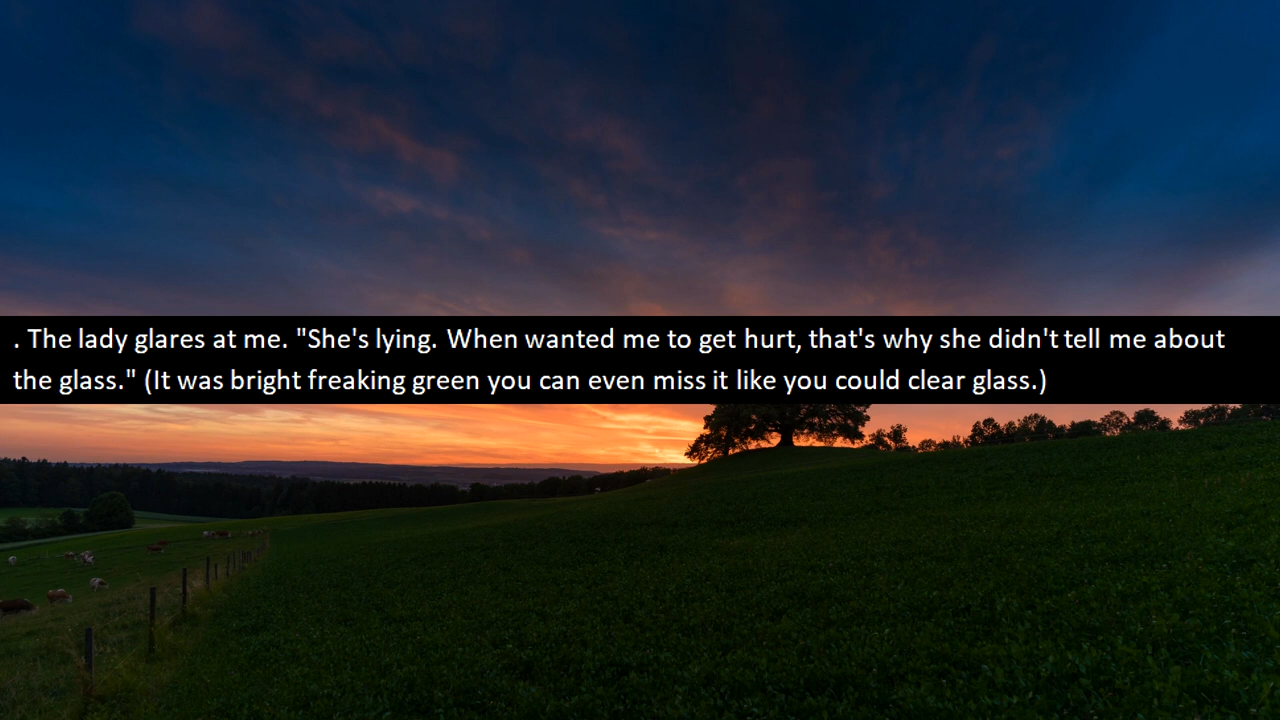 . The lady glares at me. "She's lying. When wanted me to get hurt, that's why she didn't tell me about
the glass." (It was bright freaking green you can even miss it like you could clear glass.)